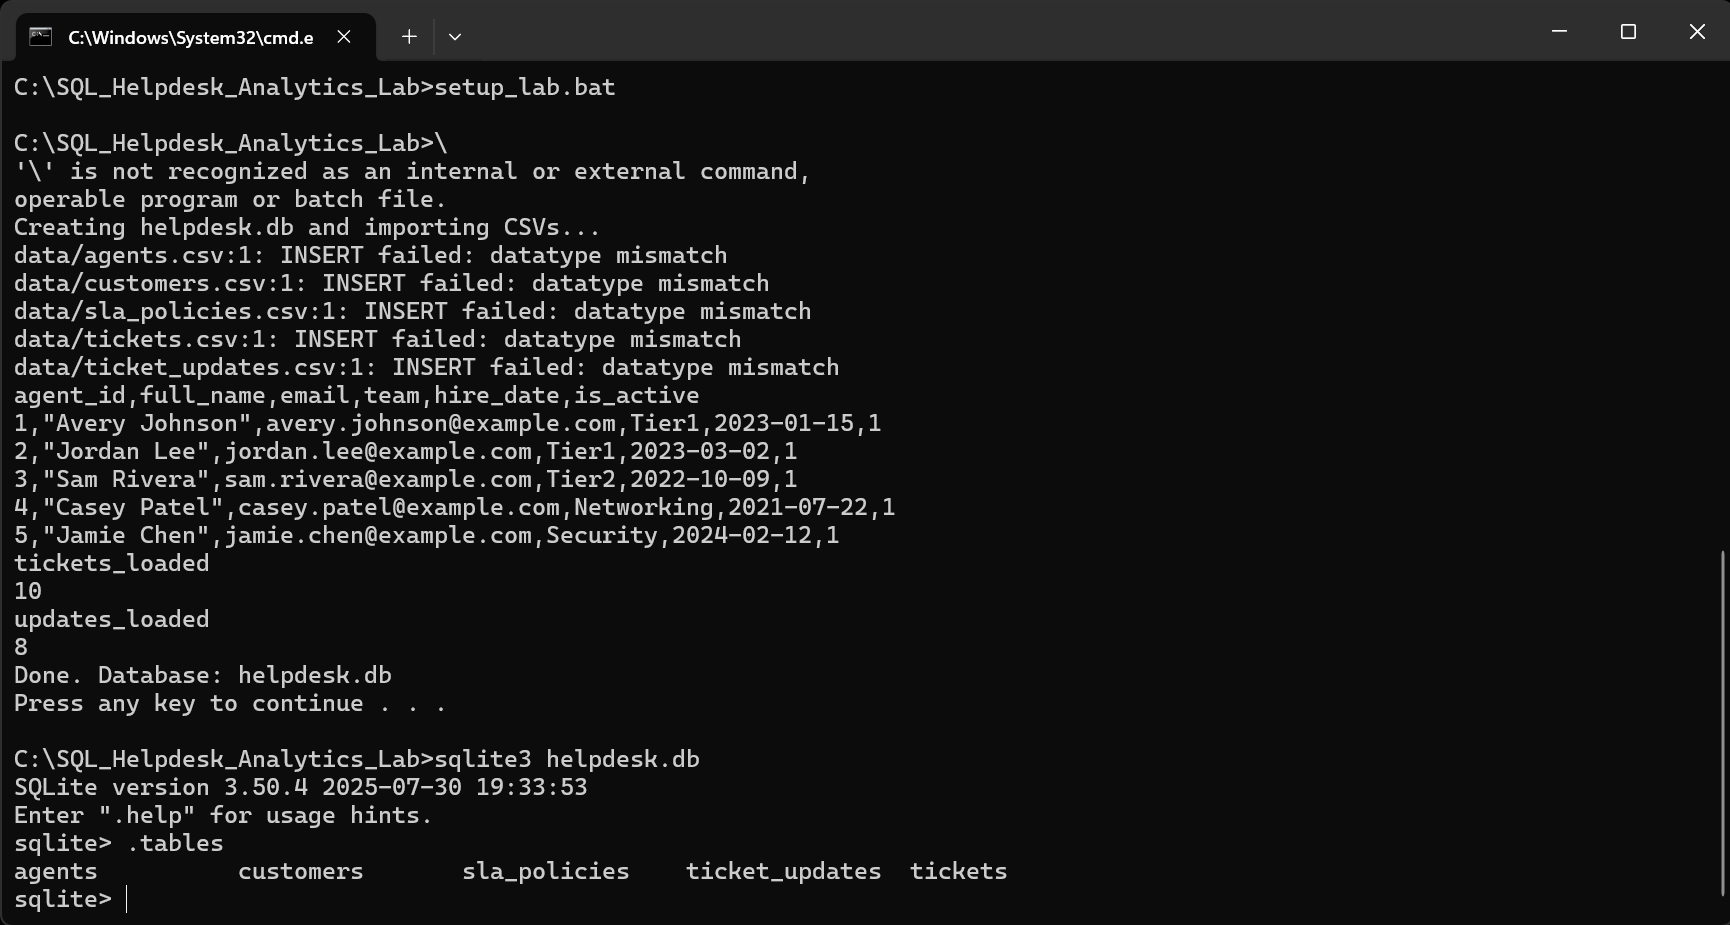 C:\Windows\System32\cmd.e
C:\SQL_Helpdesk_Analytics_Lab>setup_lab.bat
C:\SQL_Helpdesk_Analytics_Lab>\
'\' is not recognized as an internal or external command,
operable program or batch file.
Creating helpdesk.db and importing CSVs...
data/agents.csv:1: INSERT failed: datatype mismatch
data/customers.csv:1: INSERT failed: datatype mismatch
data/sla_policies.csv:1: INSERT failed: datatype mismatch
data/tickets.csv:1: INSERT failed: datatype mismatch
data/ticket_updates.csv:1: INSERT failed: datatype mismatch
agent_id,full_name,email,team,hire_date,is_active
1,"Avery Johnson",avery.johnson@example.com,Tier1,2023-01-15,1
2,"Jordan Lee",jordan.lee@example.com,Tier1,2023-03-02,1
3,"Sam Rivera",sam.rivera@example.com,Tier2,2022-10-09,1
4,"Casey Patel",casey.patel@example.com,Networking,2021-07-22,1
5,"Jamie Chen",jamie.chen@example.com,Security,2024-02-12,1
tickets_loaded
10
updates_loaded
8
Done. Database: helpdesk.db
Press any key to continue . . .
C:\SQL_Helpdesk_Analytics_Lab>sqlite3 helpdesk.db
SQLite version 3.50.4 2025-07-30 19:33:53
Enter ".help" for usage hints.
sqlite> .tables
agents          customers       sla_policies    ticket_updates  tickets
sqlite>